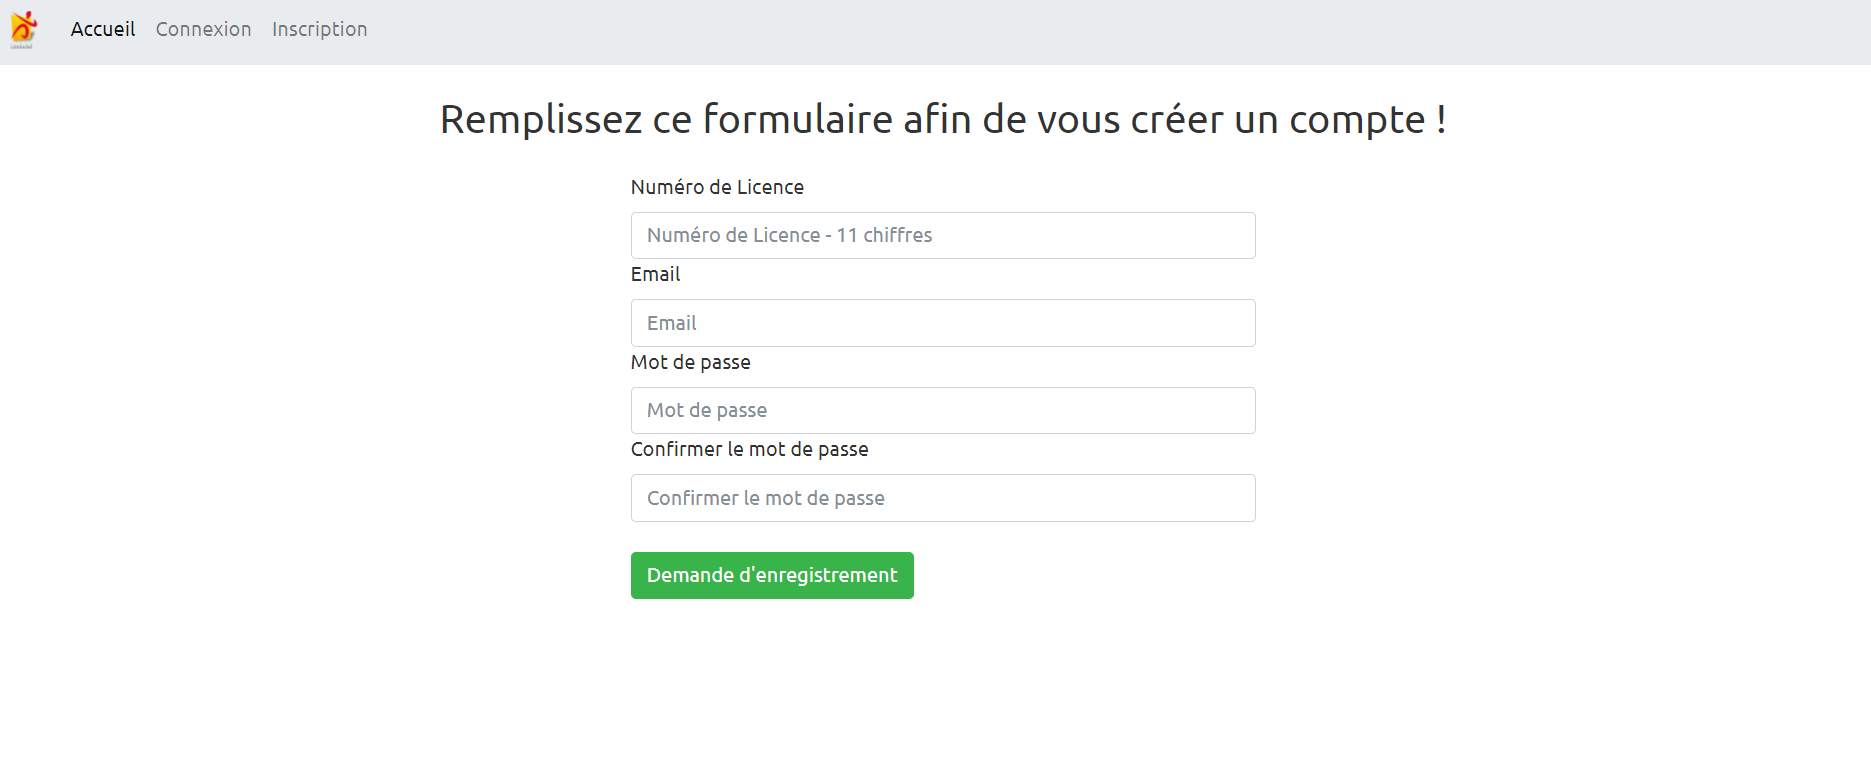 Accueil Connexion Inscription
Remplissez ce formulaire afin de vous créer un compte !
Numéro de Licence
Numéro de Licence - 11 chiffres
Email
Email
Mot de passe
Mot de passe
Confirmer le mot de passe
Confirmer le mot de passe
Demande d'enregistrement